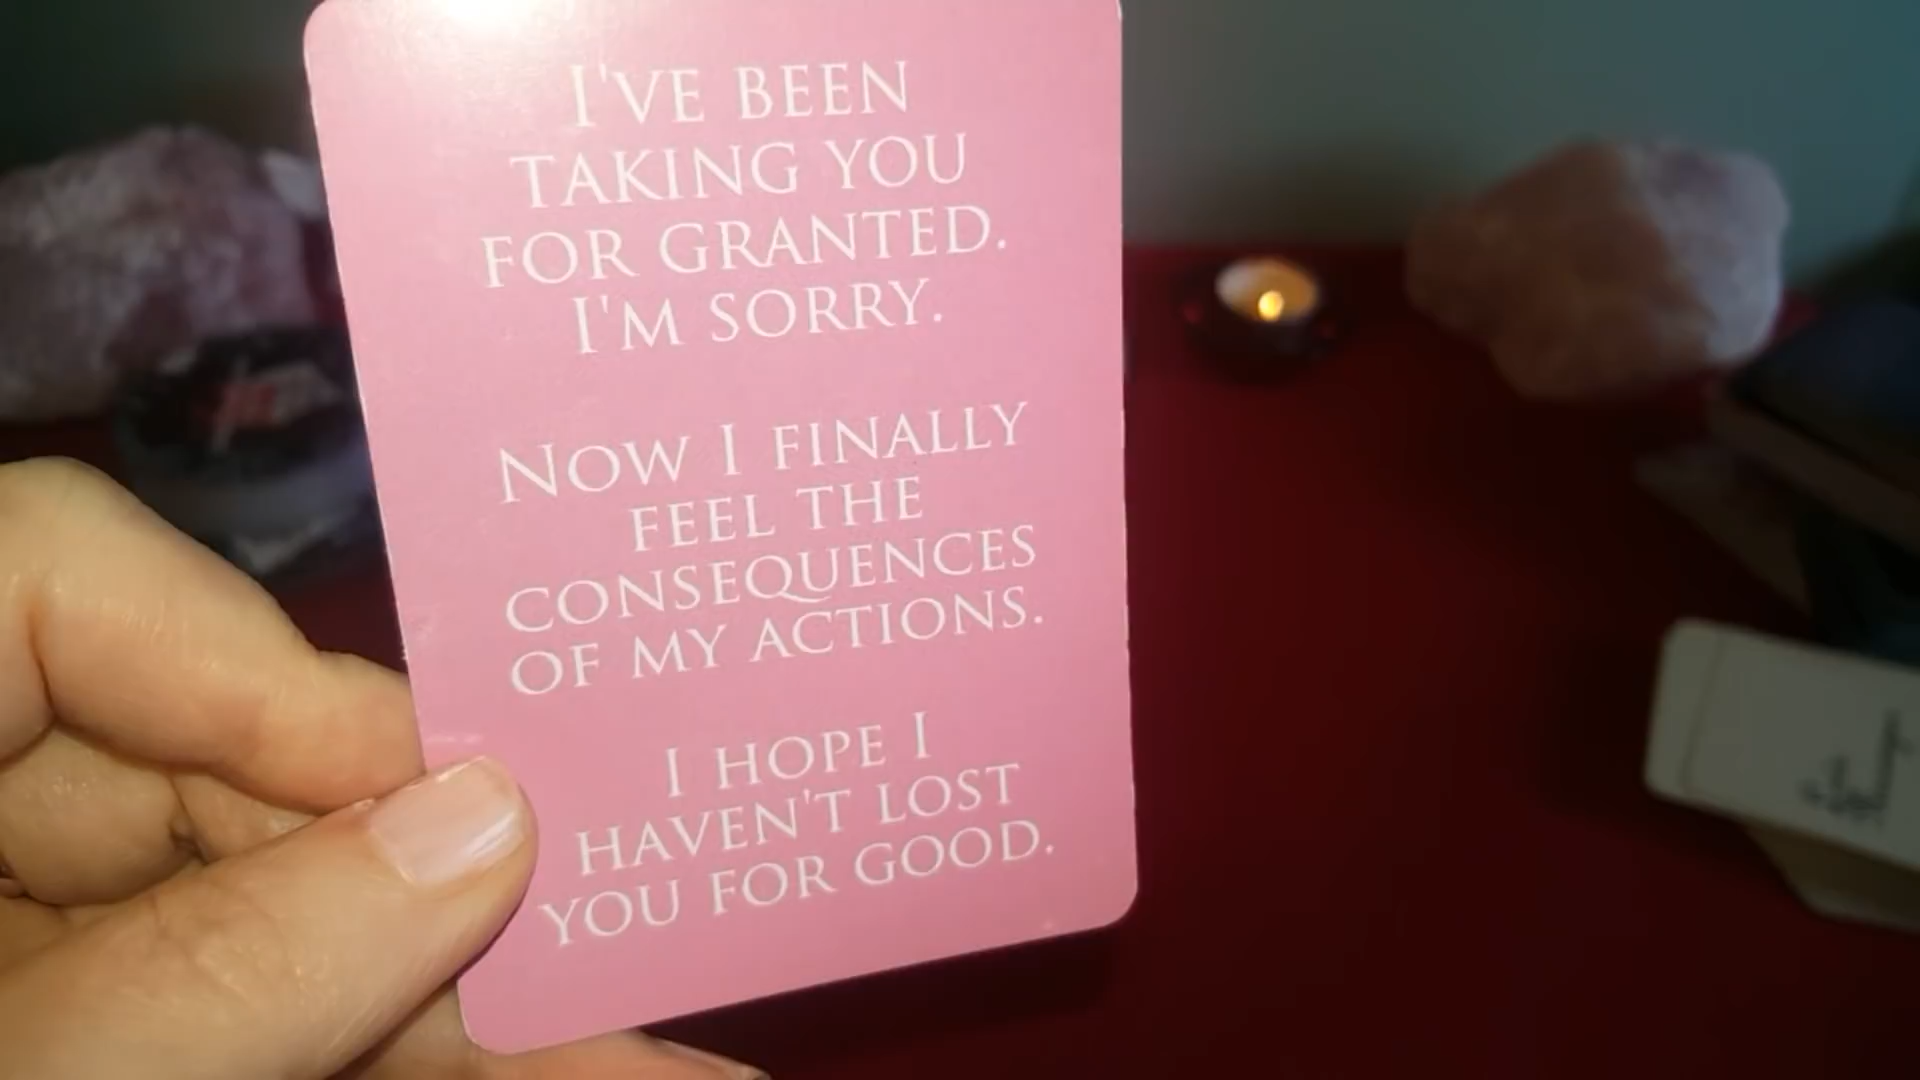 I'VE BEEN
TAKING YOU
FOR GRANTED.
I'M SORRY.
NOW I FINALLY
FEEL THE
CONSEQUENCES
OF MY ACTIONS.
I HOPE I
HAVEN'T LOST
YOU FOR GOOD.